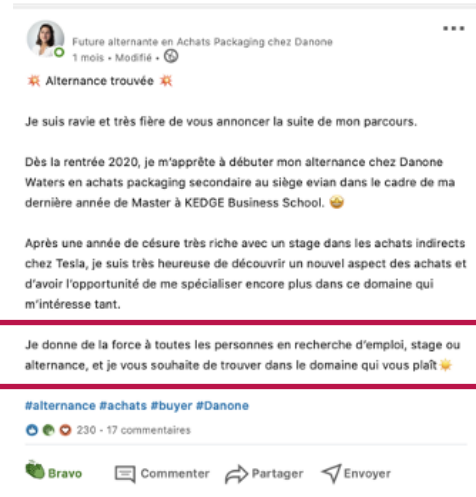 Future alternante en Achats Packaging chez Danone
1 mois • Modifié •
💥 Alternance trouvée 💥
Je suis ravie et très fière de vous annoncer la suite de mon parcours.
Dès la rentrée 2020, je m'apprête à débuter mon alternance chez Danone
Waters en achats packaging secondaire au siège evian dans le cadre de ma
dernière année de Master à KEDGE Business School. 🤩
Après une année de césure très riche avec un stage dans les achats indirects
chez Tesla, je suis très heureuse de découvrir un nouvel aspect des achats et
d'avoir l'opportunité de me spécialiser encore plus dans ce domaine qui
m'intéresse tant.
Je donne de la force à toutes les personnes en recherche d'emploi, stage ou
alternance, et je vous souhaite de trouver dans le domaine qui vous plaît ☀️
#alternance #achats #buyer #Danone
230 • 17 commentaires
Bravo Commenter Partager Envoyer